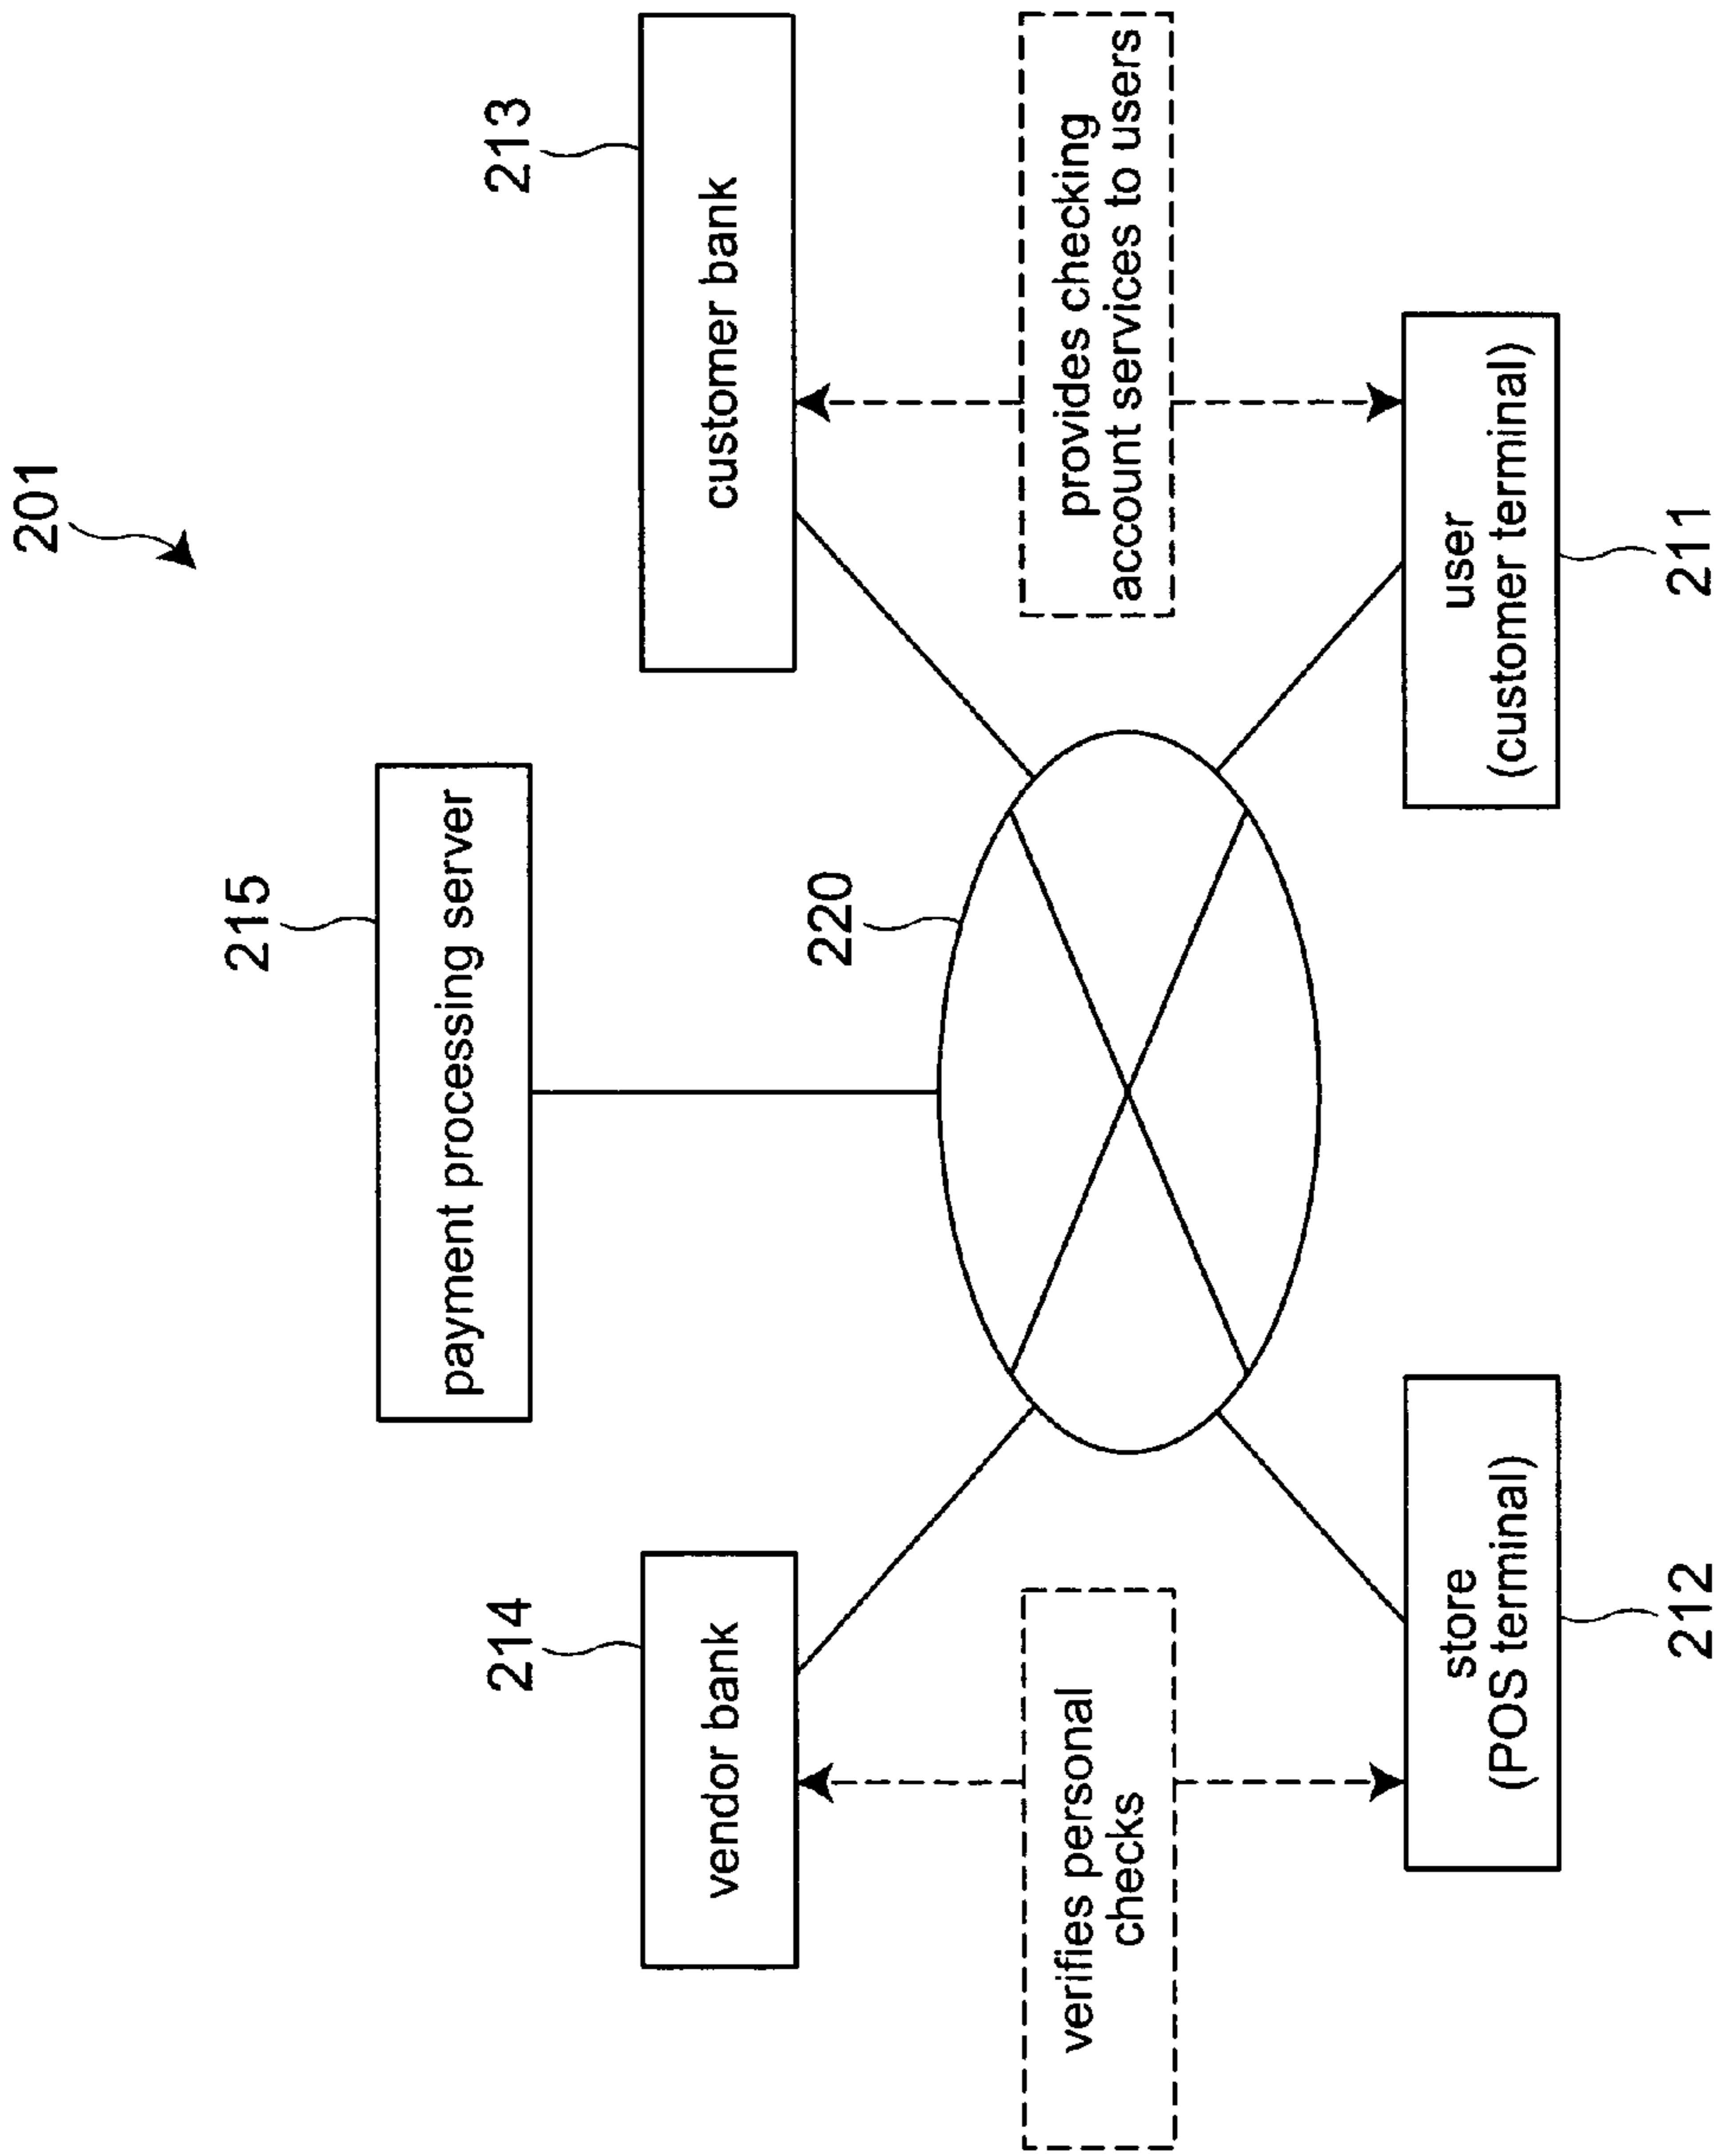 201
215
payment processing server
214
vendor bank
213
customer bank
220
verifies personal
checks
provides checking
account services to users
store
(POS terminal)
212
user
(customer terminal)
211